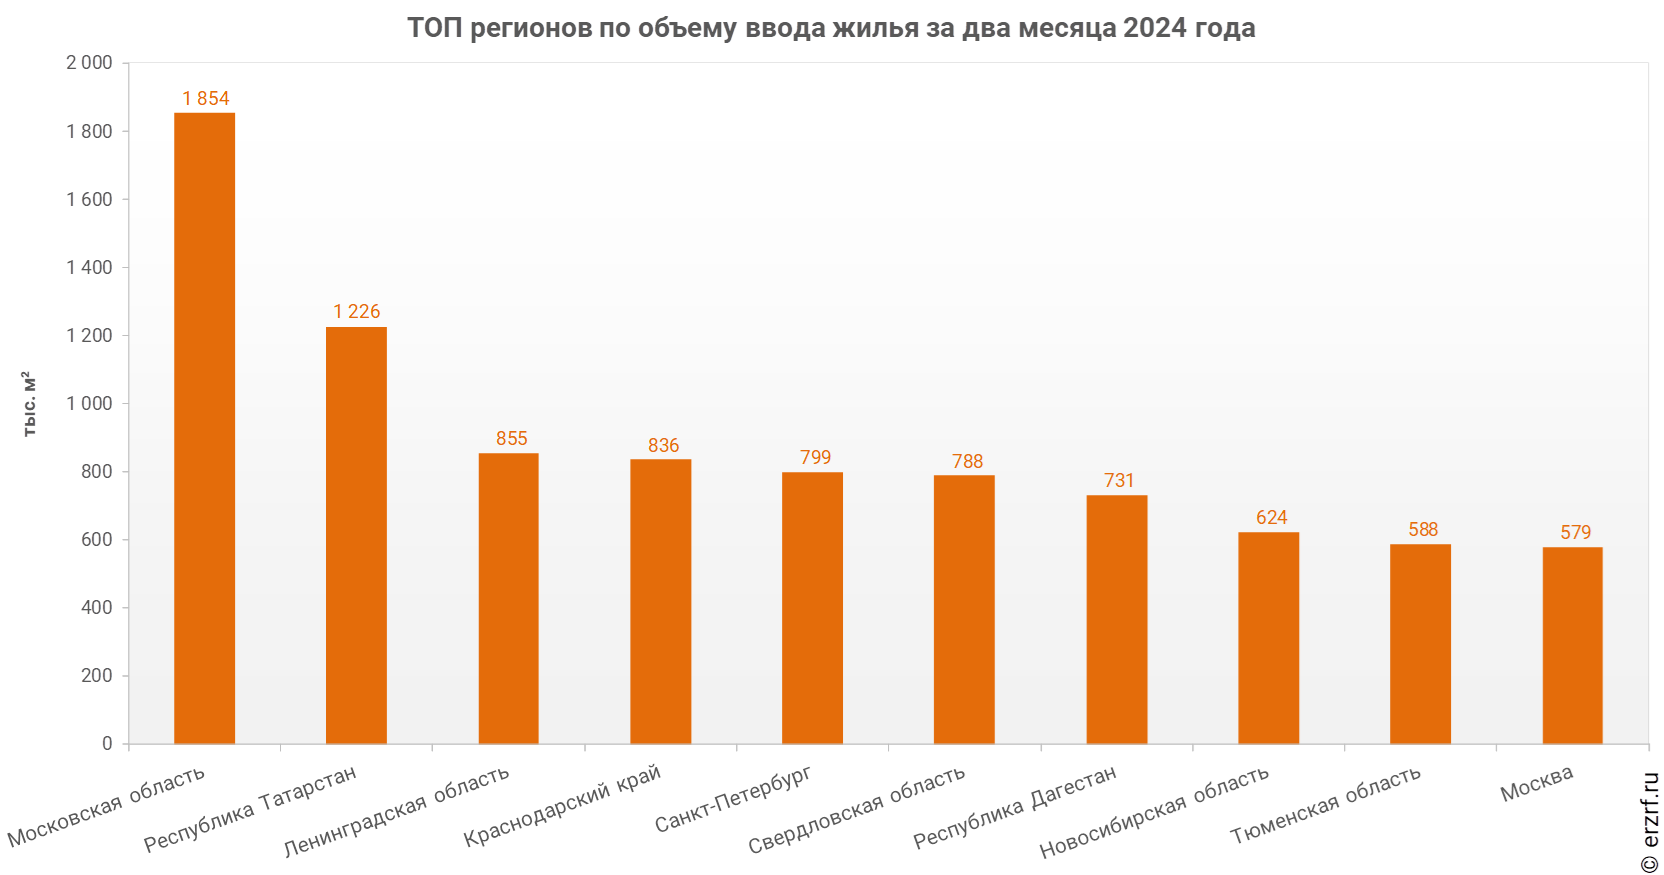 ТОП регионов по объему ввода жилья за два месяца 2024 года
тыс. м²
2 000
1 800
1 600
1 400
1 200
1 000
800
600
400
200
0
1 854
1 226
855
836
799
788
731
624
588
579
Московская область
Республика Татарстан
Ленинградская область
Краснодарский край
Санкт-Петербург
Свердловская область
Республика Дагестан
Новосибирская область
Тюменская область
Москва
© erzrf.ru